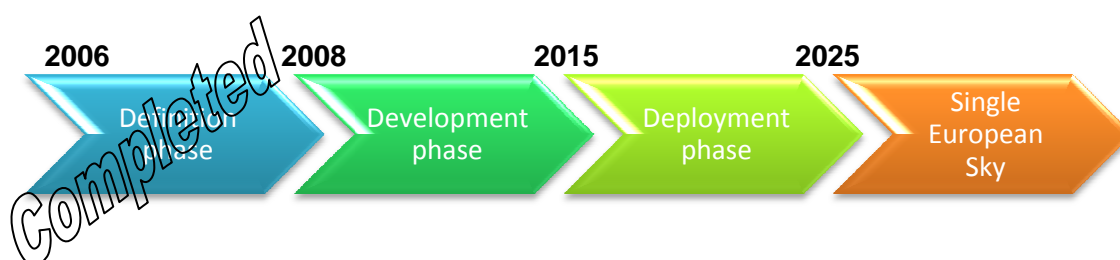 2006 2008 2015 2025
Definition
phase
Completed
Development
phase
Deployment
phase
Single
European
Sky